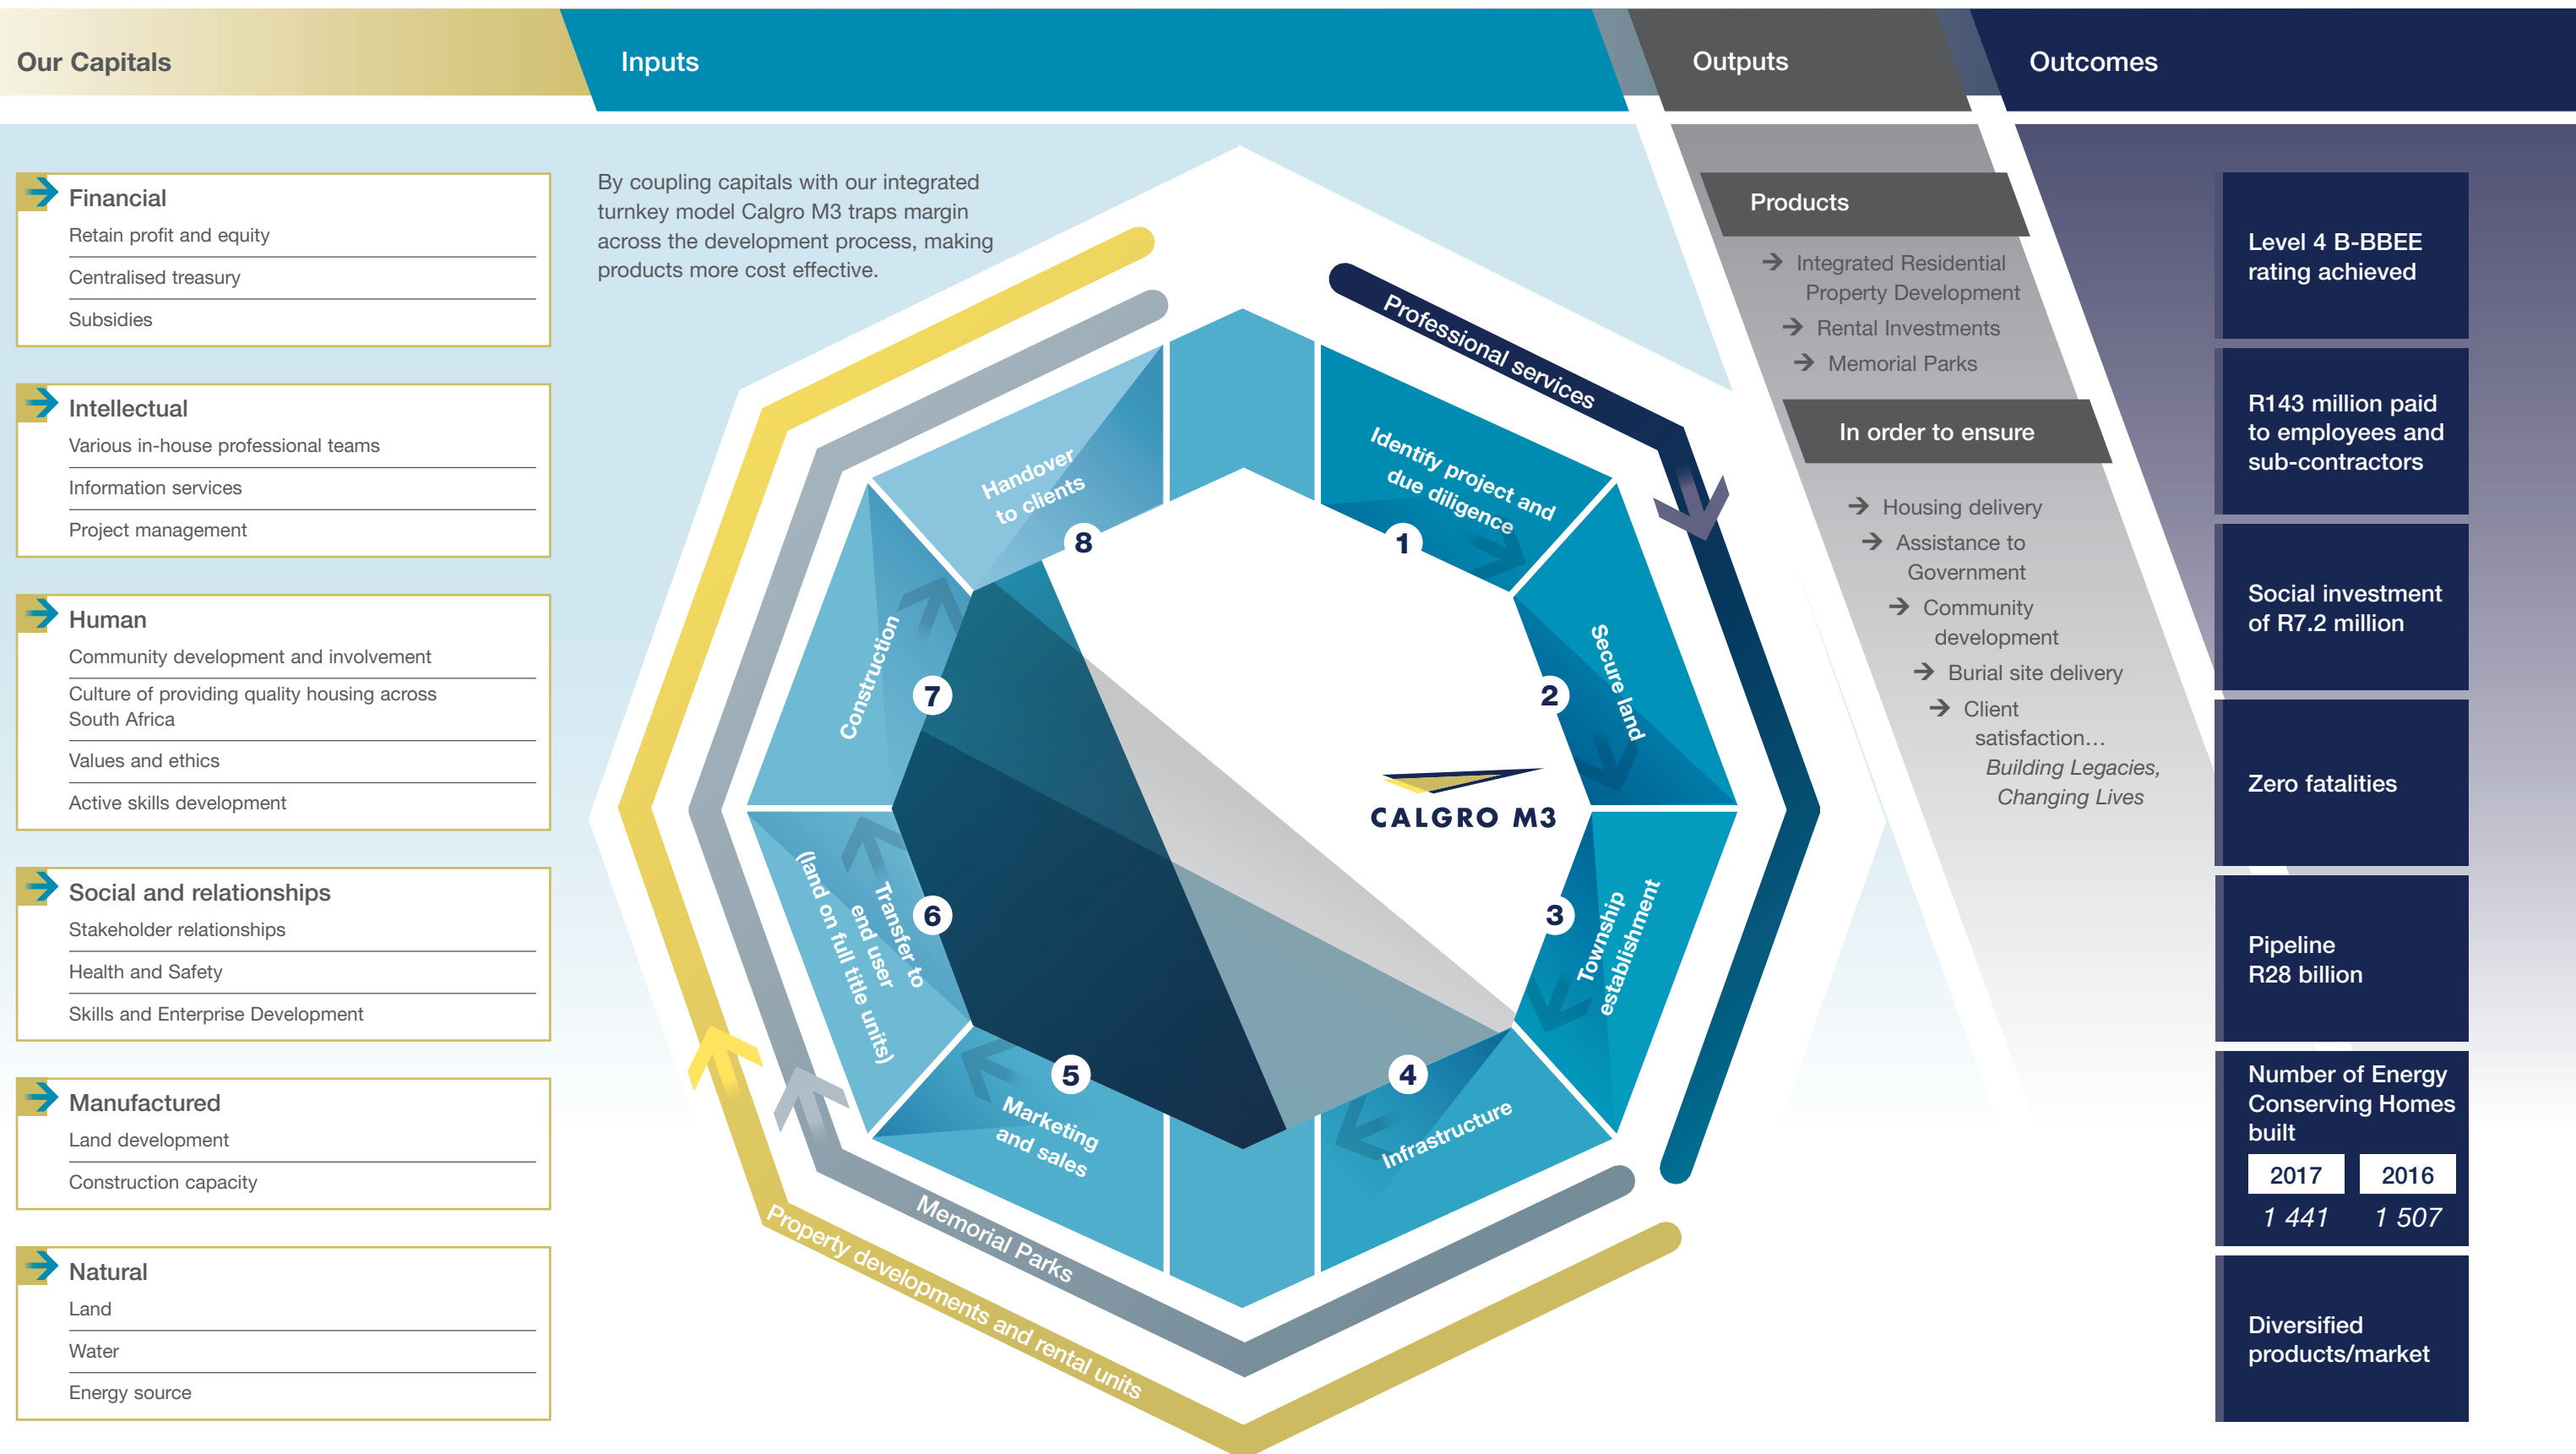 Our Capitals
Inputs
Outputs
Outcomes
Financial
Retain profit and equity
Centralised treasury
Subsidies
Intellectual
Various in-house professional teams
Information services
Project management
Human
Community development and involvement
Culture of providing quality housing across
South Africa
Values and ethics
Active skills development
Social and relationships
Stakeholder relationships
Health and Safety
Skills and Enterprise Development
Manufactured
Land development
Construction capacity
Natural
Land
Water
Energy source
By coupling capitals with our integrated
turnkey model Calgro M3 traps margin
across the development process, making
products more cost effective.
Professional services
Identify project and
due diligence
1
Secure land
2
Township
establishment
3
Infrastructure
4
Marketing
and sales
5
Transfer to
end user
(land on full title units)
6
Construction
7
Handover
to clients
8
CALGRO M3
Memorial Parks
Property developments and rental units
Products
Integrated Residential
Property Development
Rental Investments
Memorial Parks
In order to ensure
Housing delivery
Assistance to
Government
Community
development
Burial site delivery
Client
satisfaction…
Building Legacies,
Changing Lives
Level 4 B-BBEE
rating achieved
R143 million paid
to employees and
sub-contractors
Social investment
of R7.2 million
Zero fatalities
Pipeline
R28 billion
Number of Energy
Conserving Homes
built
2017 2016
1 441 1 507
Diversified
products/market